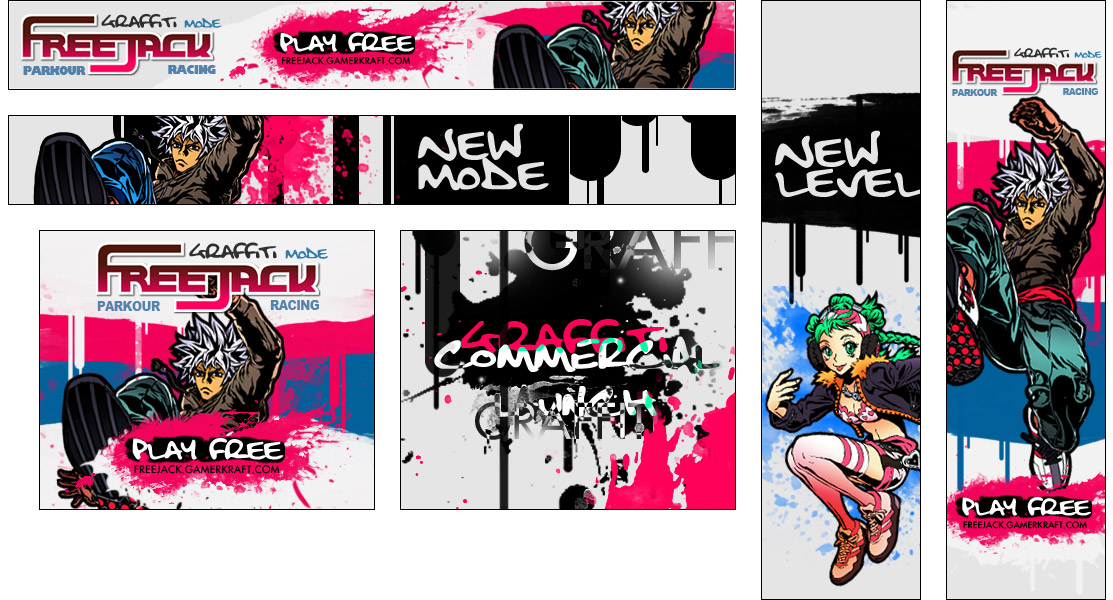 GRAFFITI MODE
FREEJACK
PARKOUR RACING
PLAY FREE
FREEJACK.GAMERKRAFT.COM
NEW
MODE
GRAFFITI MODE
FREEJACK
PARKOUR RACING
PLAY FREE
FREEJACK.GAMERKRAFT.COM
GRAFF
GRAFFITI
COMMERCIAL
LAUNCH
GRAFFITI
NEW
LEVEL
GRAFFITI MODE
FREEJACK
PARKOUR RACING
PLAY FREE
FREEJACK.GAMERKRAFT.COM